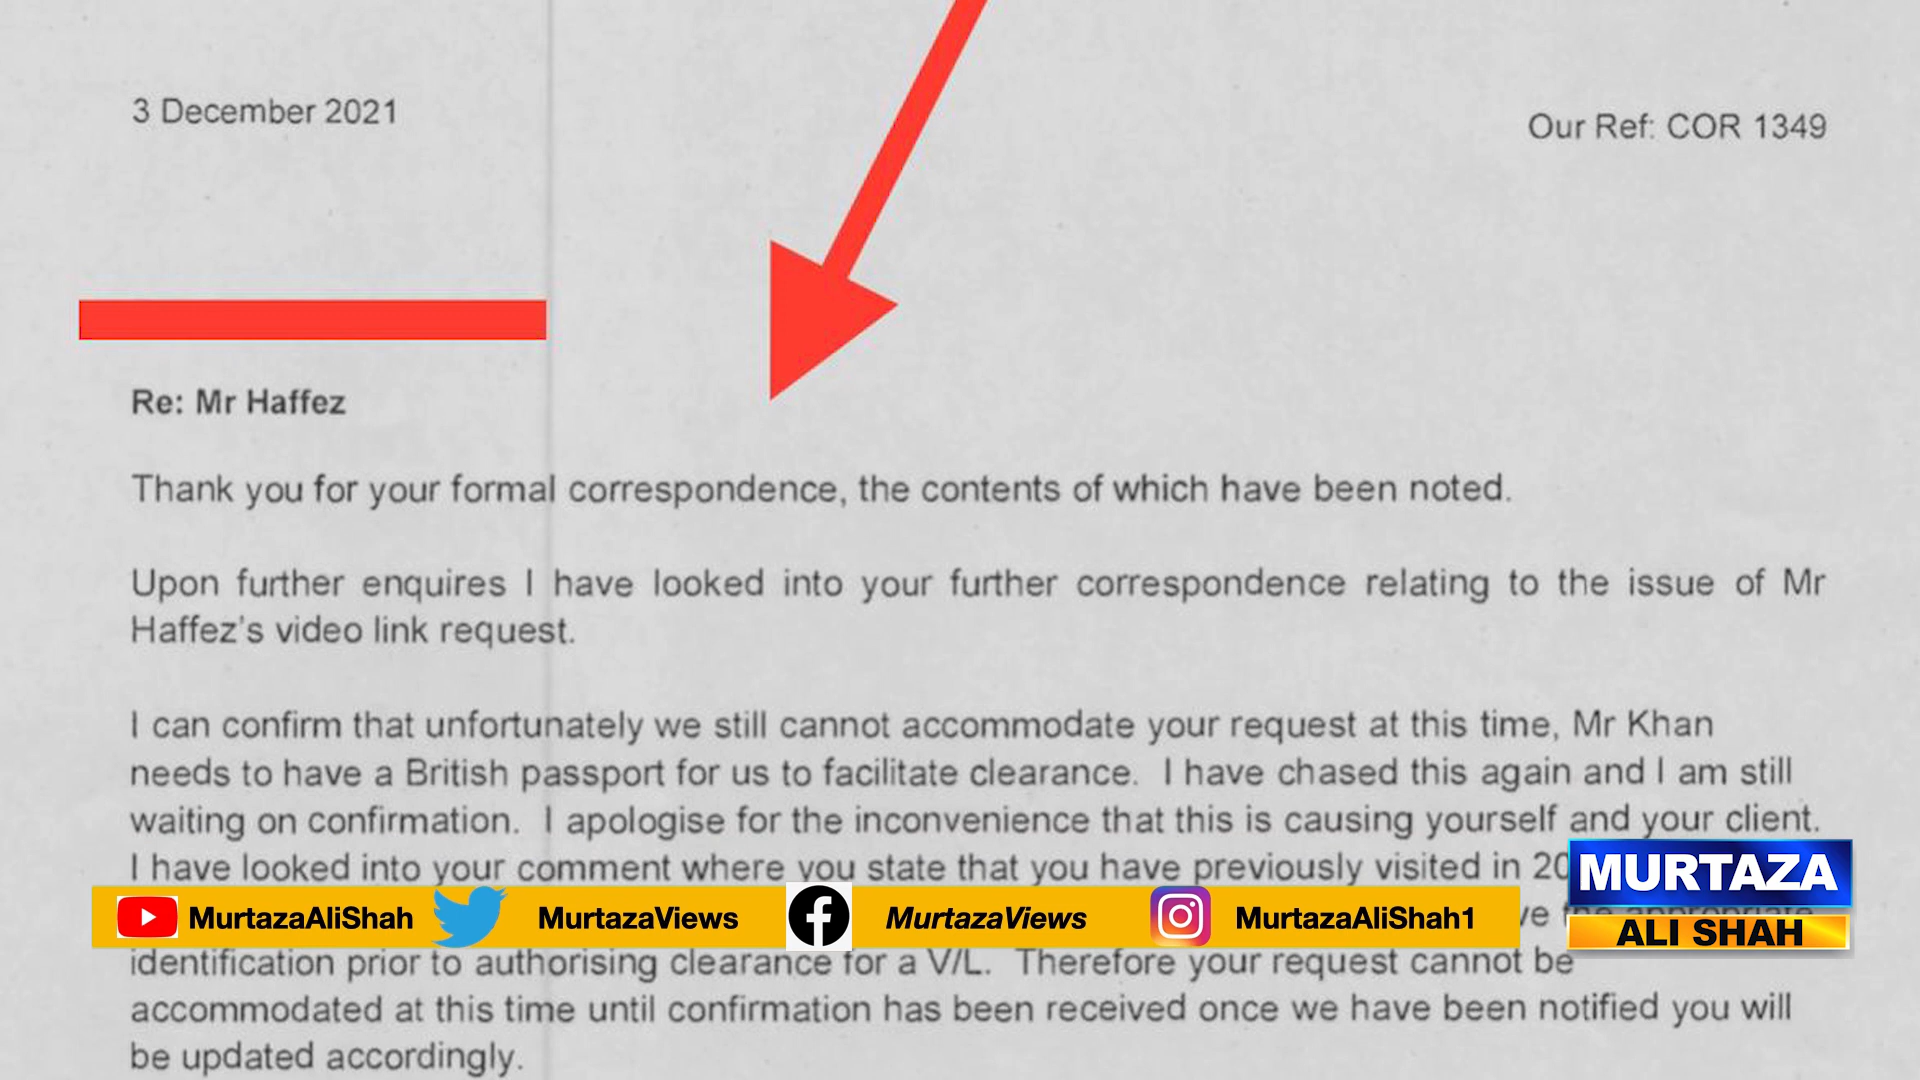 3 December 2021
Our Ref: COR 1349
Re: Mr Haffez
Thank you for your formal correspondence, the contents of which have been noted.
Upon further enquires I have looked into your further correspondence relating to the issue of Mr
Haffez's video link request.
I can confirm that unfortunately we still cannot accommodate your request at this time, Mr Khan
needs to have a British passport for us to facilitate clearance. I have chased this again and I am still
waiting on confirmation. I apologise for the inconvenience that this is causing yourself and your client.
I have looked into your comment where you state that you have previously visited in 20
identification prior to authorising clearance for a V/L. Therefore your request cannot be
accommodated at this time until confirmation has been received once we have been notified you will
be updated accordingly.
MurtazaAliShah
MurtazaViews
MurtazaViews
MurtazaAliShah1
MURTAZA
ALI SHAH